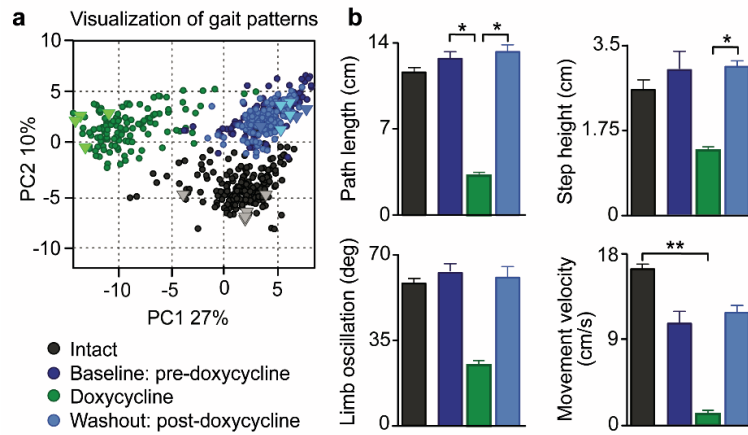 a
Visualization of gait patterns
10
5
0
-5
-10
PC2 10%
-10
-5
0
5
PC1 27%
Intact
Baseline: pre-doxycycline
Doxycycline
Washout: post-doxycycline
b
*
*
14
7
0
Path length (cm)
*
3.5
1.75
0
Step height (cm)
70
35
0
Limb oscillation (deg)
**
18
9
0
Movement velocity
(cm/s)